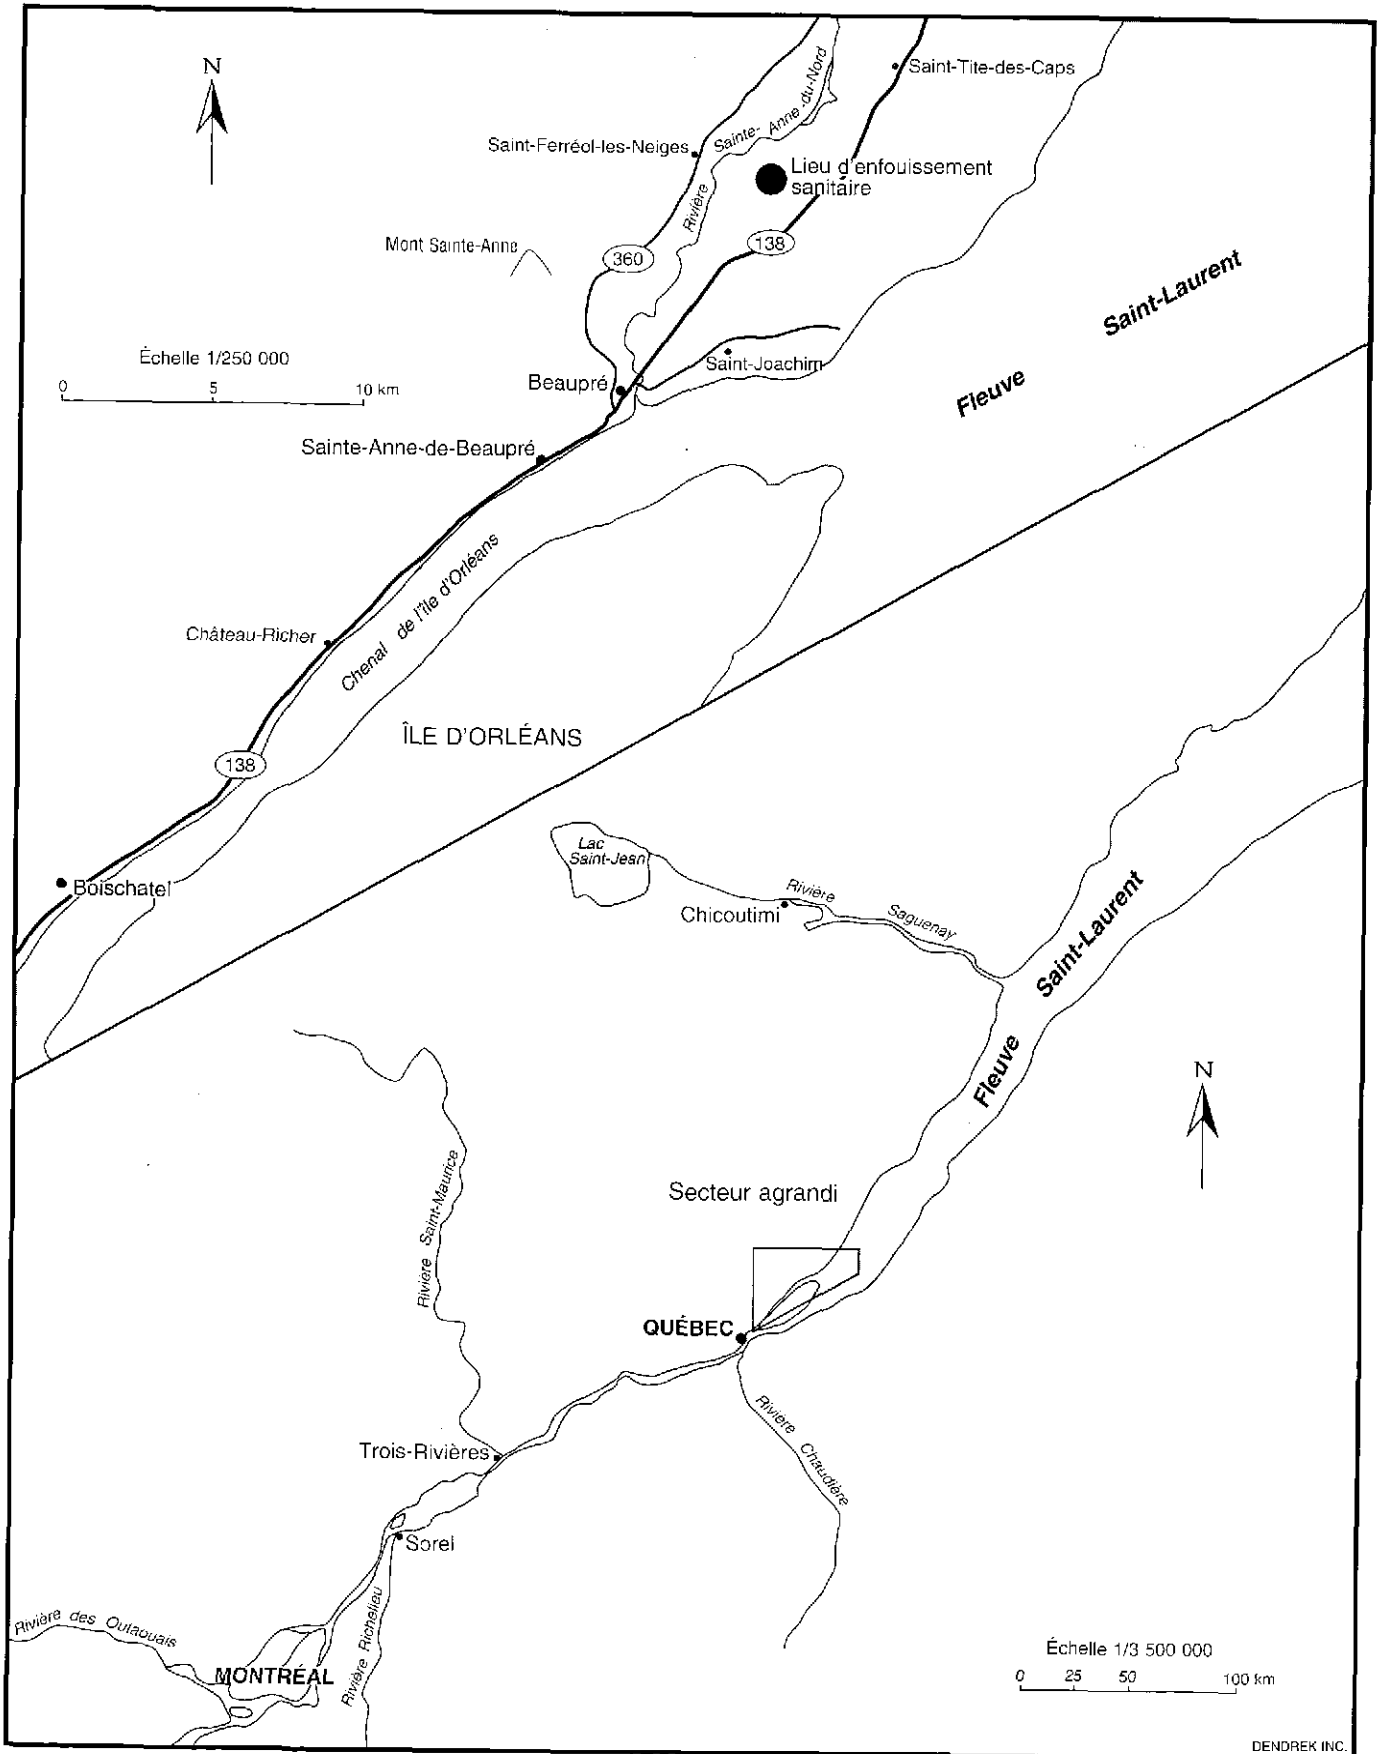 N
Saint-Tite-des-Caps
Saint-Ferréol-les-Neiges
Rivière Sainte-Anne-du-Nord
Lieu d'enfouissement
sanitaire
Mont Sainte-Anne
360
138
Saint-Laurent
Fleuve
Échelle 1/250 000
0 5 10 km
Saint-Joachim
Beaupré
Sainte-Anne-de-Beaupré
Chenal de l'île d'Orléans
Château-Richer
ÎLE D'ORLÉANS
138
Boischatel
Lac
Saint-Jean
Rivière Saguenay
Chicoutimi
Saint-Laurent
Fleuve
N
Rivière Saint-Maurice
Secteur agrandi
QUÉBEC
Rivière Chaudière
Trois-Rivières
Sorel
Rivière des Outaouais
MONTRÉAL
Rivière Richelieu
Échelle 1/3 500 000
0 25 50 100 km
DENDREK INC.